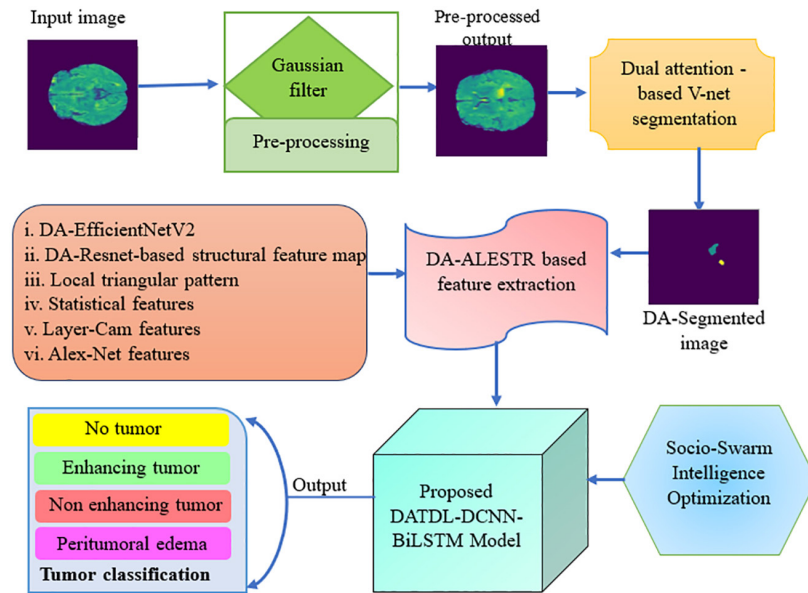 Input image
Gaussian
filter
Pre-processing
Pre-processed
output
Dual attention -
based V-net
segmentation
i. DA-EfficientNetV2
ii. DA-Resnet-based structural feature map
iii. Local triangular pattern
iv. Statistical features
v. Layer-Cam features
vi. Alex-Net features
DA-ALESTR based
feature extraction
DA-Segmented
image
No tumor
Enhancing tumor
Non enhancing tumor
Peritumoral edema
Tumor classification
Output
Proposed
DATDL-DCNN-
BiLSTM Model
Socio-Swarm
Intelligence
Optimization